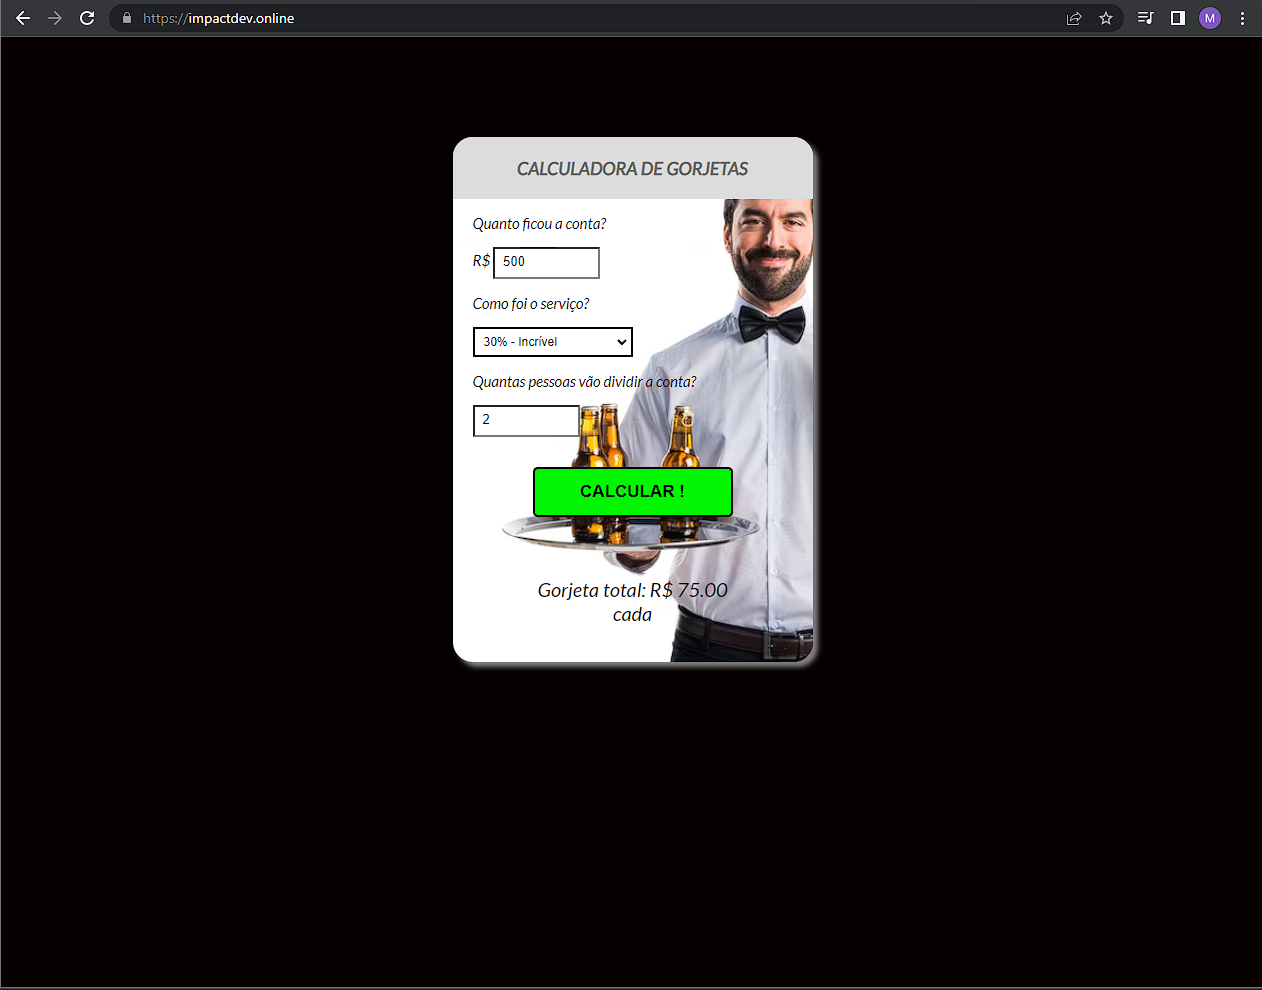 https://impactdev.online
M
CALCULADORA DE GORJETAS
Quanto ficou a conta?
R$ 500
Como foi o serviço?
30% - Incrível
Quantas pessoas vão dividir a conta?
2
CALCULAR !
Gorjeta total: R$ 75.00
cada